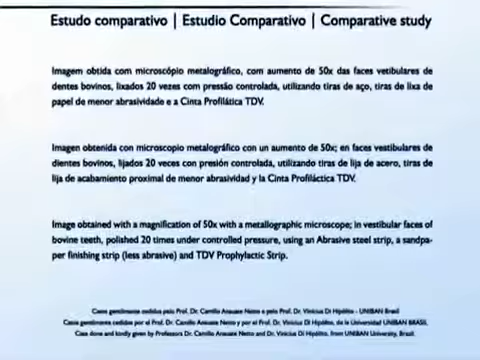 Estudo comparativo | Estudio Comparativo | Comparative study
Imagem obtida com microscópio metalográfico, com aumento de 50x das faces vetibulares de
dentes bovinos, lixados 20 vezes com pressão controlada, utilizando tiras de aço, tiras de lixa de
papel de menor abrasividade e a Cinta Profilática TDV.
Imagen obtenida con microscopio metalográfico con un aumento de 50x; en faces vestibulares de
dientes bovinos, lijados 20 veces con presión controlada, utilizando tiras de lija de acero, tiras de
lija de acabamiento proximal de menor abrasividad y la Cinta Profiláctica TDV.
Image obtained with a magnification of 50x with a metallographic microscope; in vestibular faces of
bovine teeth, polished 20 times under controlled pressure, using an Abrasive steel strip, a sandpa-
per finishing strip (less abrasive) and TDV Prophylactic Strip.
Casos gentilmente cedidos pelo Prof. Dr. Camillo Anauate Netto e pelo Prof. Dr. Vinicius Di Hipólito - UNIBAN Brasil
Casos gentilmente cedidos por el Prof. Dr. Camillo Anauate Netto y por el Prof. Dr. Vinicius Di Hipólito, de la Universidad UNIBAN BRASIL
Case done and kindly given by Professors Dr. Camillo Anauate Netto and Dr. Vinicius Di Hipólito, from UNIBAN University, Brazil.